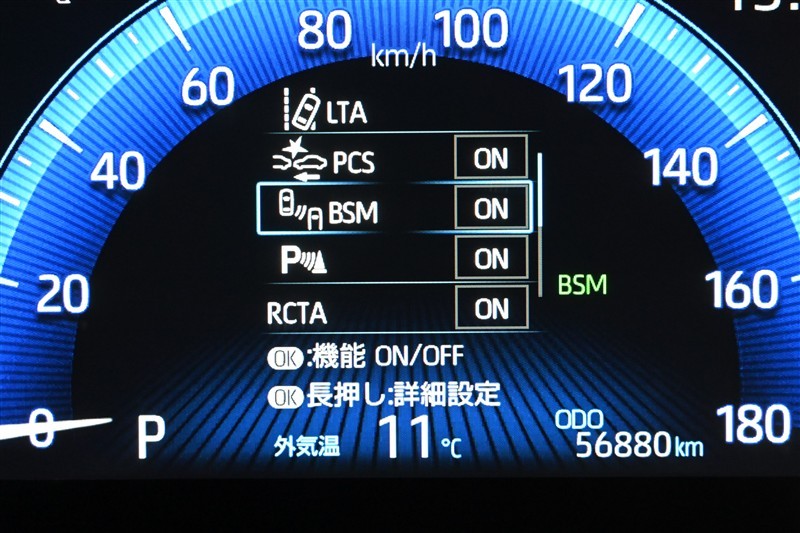 80 100
km/h
60 120
LTA
40 PCS ON 140
BSM ON
P ON
20 BSM 160
RCTA ON
OK:機能 ON/OFF
OK長押し:詳細設定
0 P 外気温 11℃ ODO 180
56880km